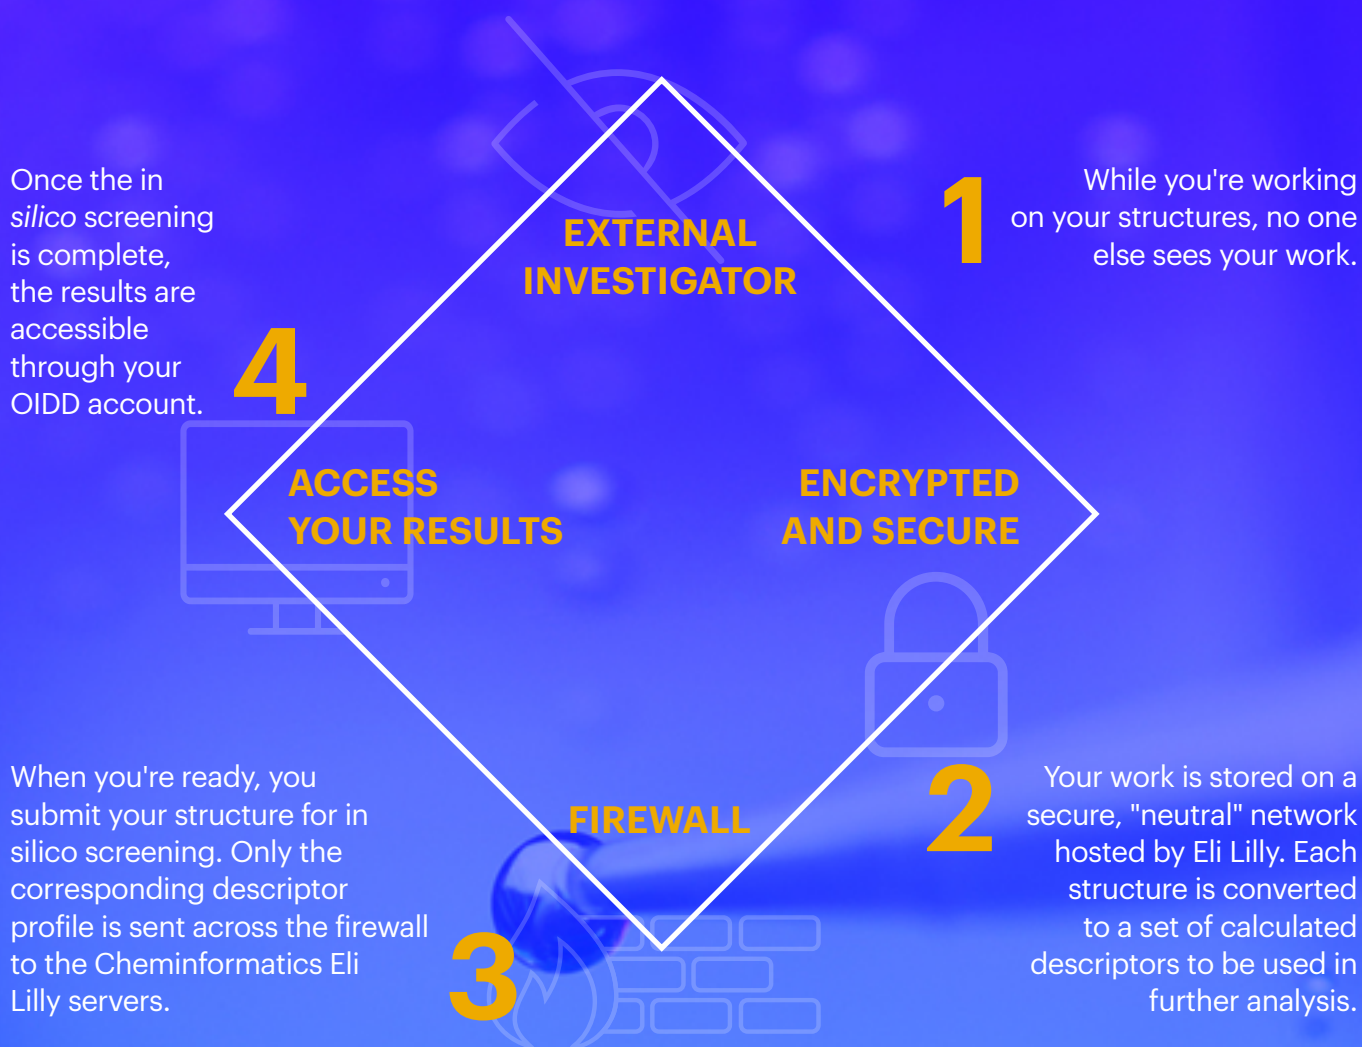 EXTERNAL
INVESTIGATOR
1
While you're working
on your structures, no one
else sees your work.
ENCRYPTED
AND SECURE
2
Your work is stored on a
secure, "neutral" network
hosted by Eli Lilly. Each
structure is converted
to a set of calculated
descriptors to be used in
further analysis.
FIREWALL
3
When you're ready, you
submit your structure for in
silico screening. Only the
corresponding descriptor
profile is sent across the firewall
to the Cheminformatics Eli
Lilly servers.
ACCESS
YOUR RESULTS
4
Once the in
silico screening
is complete,
the results are
accessible
through your
OIDD account.